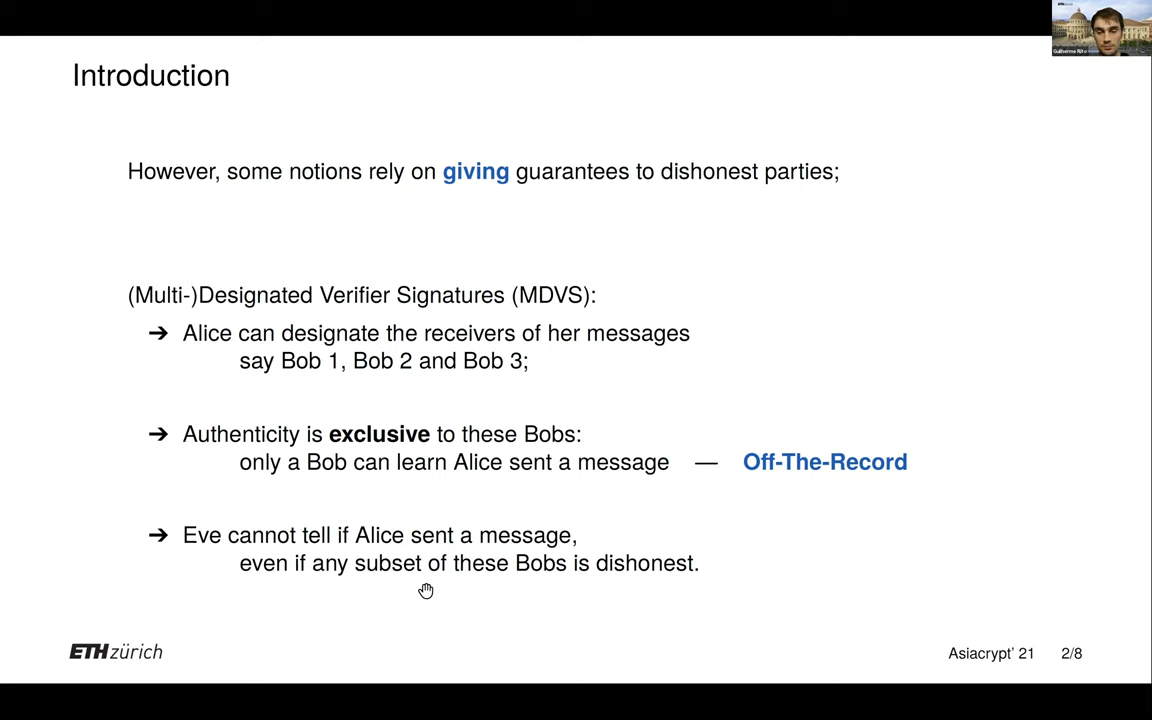 Introduction
However, some notions rely on giving guarantees to dishonest parties;
(Multi-)Designated Verifier Signatures (MDVS):
➔ Alice can designate the receivers of her messages
say Bob 1, Bob 2 and Bob 3;
➔ Authenticity is exclusive to these Bobs:
only a Bob can learn Alice sent a message — Off-The-Record
➔ Eve cannot tell if Alice sent a message,
even if any subset of these Bobs is dishonest.
ETH zürich
Asiacrypt' 21 2/8
Guilherme Rito